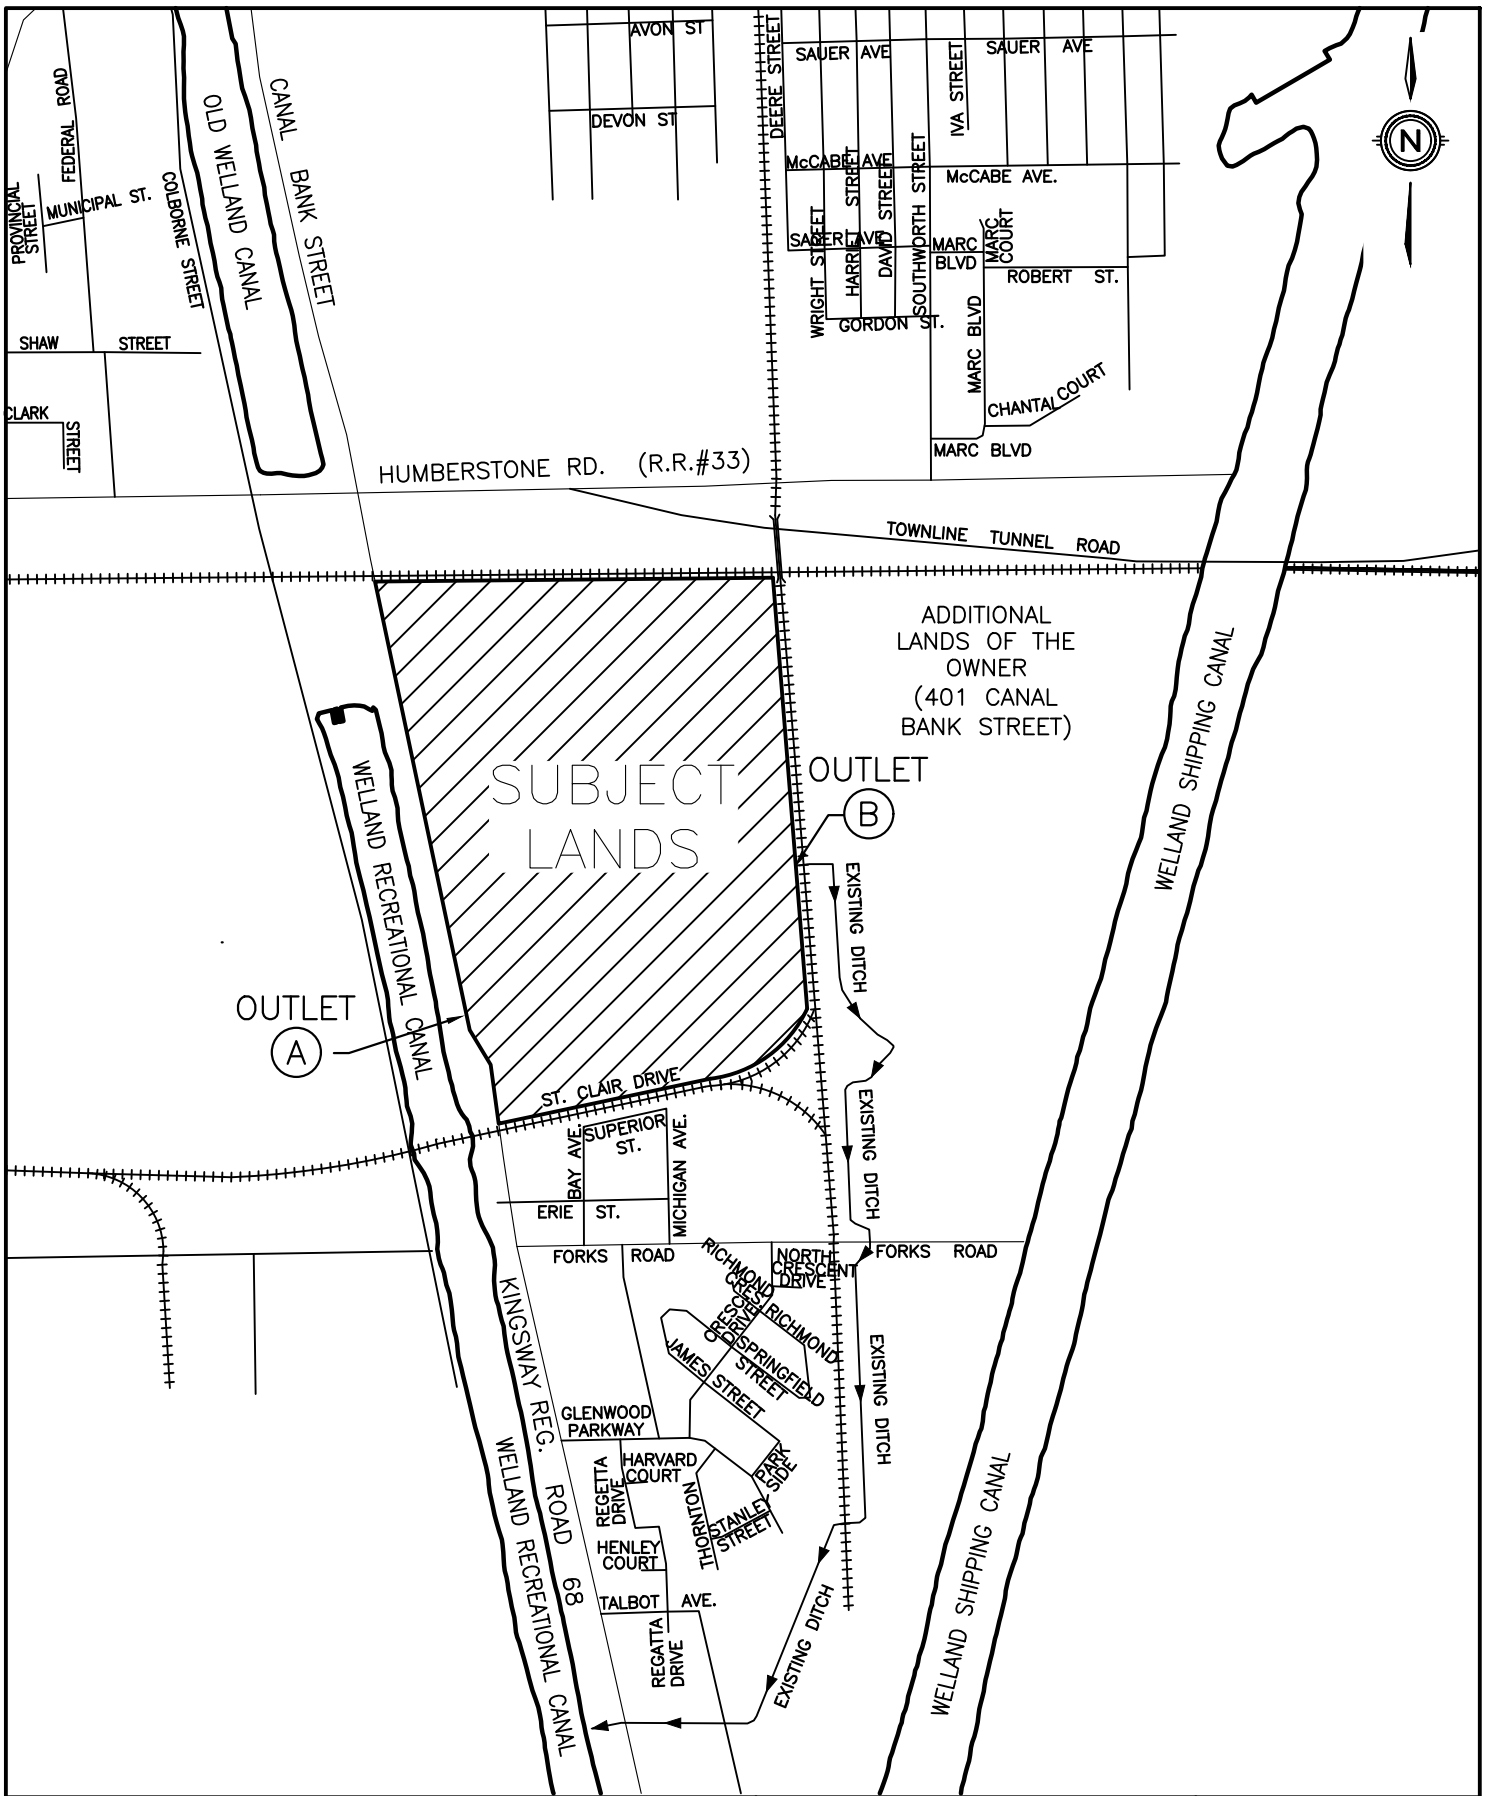 AVON ST
DEVON ST
DEERE STREET
SAUER AVE
IVA STREET
SAUER AVE
N
FEDERAL ROAD
PROVINCIAL
STREET
MUNICIPAL ST.
COLBORNE STREET
OLD WELLAND CANAL
CANAL BANK STREET
McCABE AVE
McCABE AVE.
WRIGHT STREET
HARRIET STREET
DAVID STREET
SOUTHWORTH STREET
SAUER AVE
MARC
BLVD
MARC
COURT
ROBERT ST.
GORDON ST.
MARC BLVD
CHANTAL COURT
MARC BLVD
SHAW STREET
CLARK
STREET
HUMBERSTONE RD. (R.R.#33)
TOWNLINE TUNNEL ROAD
ADDITIONAL
LANDS OF THE
OWNER
(401 CANAL
BANK STREET)
WELLAND SHIPPING CANAL
SUBJECT
LANDS
OUTLET
B
EXISTING DITCH
WELLAND RECREATIONAL CANAL
OUTLET
A
ST. CLAIR DRIVE
EXISTING DITCH
BAY AVE.
SUPERIOR
ST.
MICHIGAN AVE.
ERIE ST.
FORKS ROAD
FORKS ROAD
RICHMOND
CRES.
NORTH
CRESCENT
DRIVE
CRESCENT
DRIVE
RICHMOND
SPRINGFIELD
STREET
JAMES STREET
EXISTING DITCH
KINGSWAY REG. ROAD 68
GLENWOOD
PARKWAY
HARVARD
COURT
REGETTA
DRIVE
PARK
SIDE
THORNTON
STANLEY
STREET
HENLEY
COURT
TALBOT AVE.
REGATTA
DRIVE
EXISTING DITCH
WELLAND RECREATIONAL CANAL
WELLAND SHIPPING CANAL